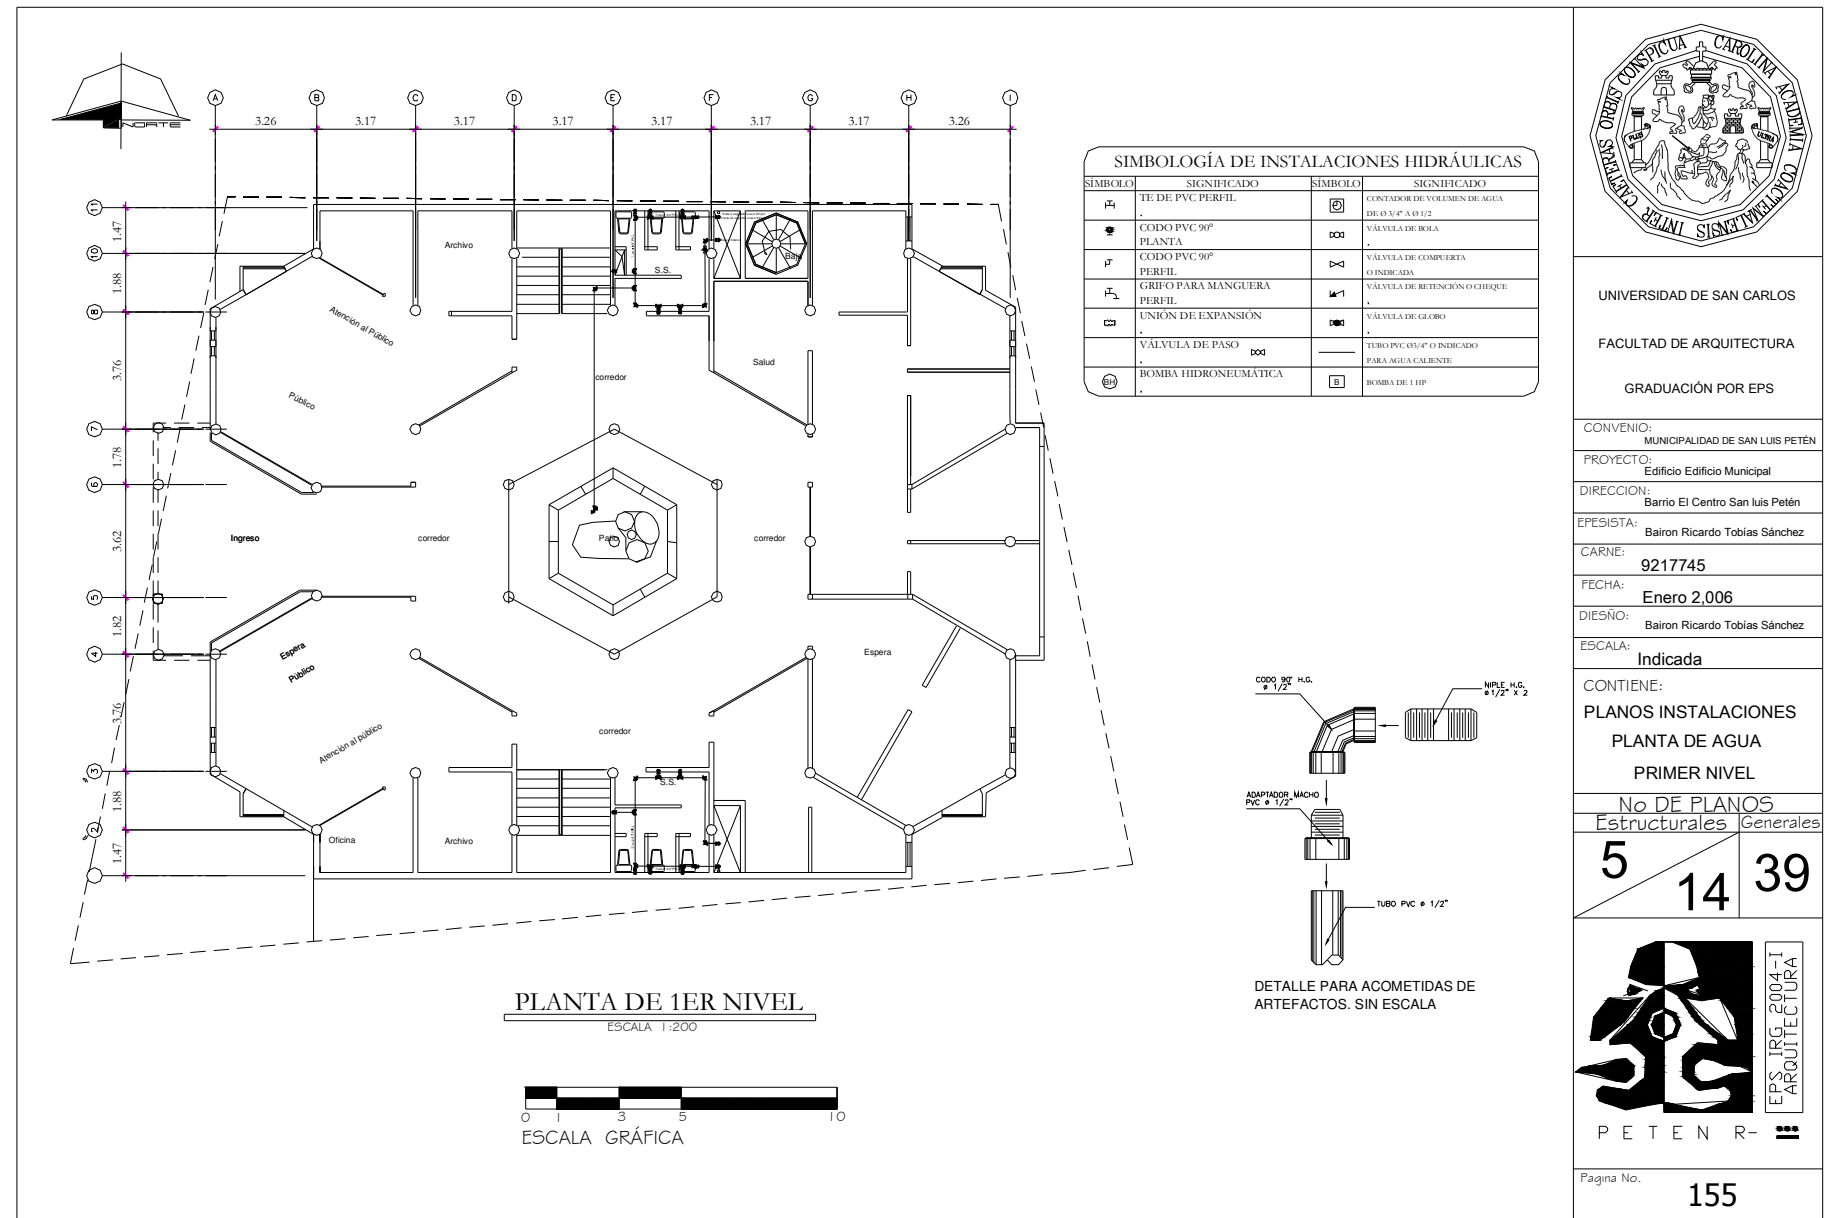 NORTE
A B C D E F G H I
3.26 3.17 3.17 3.17 3.17 3.17 3.17 3.26
11
1.47
10
1.88
8
3.76
7
1.78
6
3.62
5
1.82
4
3.76
3
1.88
2
1.47
Archivo
S.S.
Baja
Atención al Público
Público
corredor
Salud
Ingreso
corredor
Patio
corredor
Espera
Público
Espera
Atención al público
corredor
S.S.
Oficina
Archivo
PLANTA DE 1ER NIVEL
ESCALA 1:200
0 1 3 5 10
ESCALA GRÁFICA
SIMBOLOGÍA DE INSTALACIONES HIDRÁULICAS
SÍMBOLO SIGNIFICADO SÍMBOLO SIGNIFICADO
TE DE PVC PERFIL
CONTADOR DE VOLUMEN DE AGUA
DE Ø 3/4" A Ø 1/2
CODO PVC 90°
PLANTA
VÁLVULA DE BOLA
CODO PVC 90°
PERFIL
VÁLVULA DE COMPUERTA
O INDICADA
GRIFO PARA MANGUERA
PERFIL
VÁLVULA DE RETENCIÓN O CHEQUE
UNIÓN DE EXPANSIÓN
VÁLVULA DE GLOBO
VÁLVULA DE PASO
TUBO PVC Ø3/4" O INDICADO
PARA AGUA CALIENTE
BH BOMBA HIDRONEUMÁTICA
B BOMBA DE 1 HP
CODO 90° H.G.
ø 1/2"
NIPLE H.G.
ø1/2" X 2
ADAPTADOR MACHO
PVC ø 1/2"
TUBO PVC ø 1/2"
DETALLE PARA ACOMETIDAS DE
ARTEFACTOS. SIN ESCALA
INTER CAETERAS ORBIS CONSPICUA CAROLINA ACADEMIA COACTEMALENSIS
PLUS ULTRA
UNIVERSIDAD DE SAN CARLOS
FACULTAD DE ARQUITECTURA
GRADUACIÓN POR EPS
CONVENIO:
MUNICIPALIDAD DE SAN LUIS PETÉN
PROYECTO:
Edificio Edificio Municipal
DIRECCION:
Barrio El Centro San luis Petén
EPESISTA:
Bairon Ricardo Tobías Sánchez
CARNE:
9217745
FECHA:
Enero 2,006
DIESÑO:
Bairon Ricardo Tobías Sánchez
ESCALA:
Indicada
CONTIENE:
PLANOS INSTALACIONES
PLANTA DE AGUA
PRIMER NIVEL
No DE PLANOS
Estructurales Generales
5 14 39
EPS IRG 2004-I
ARQUITECTURA
PETEN R-
Pagina No.
155